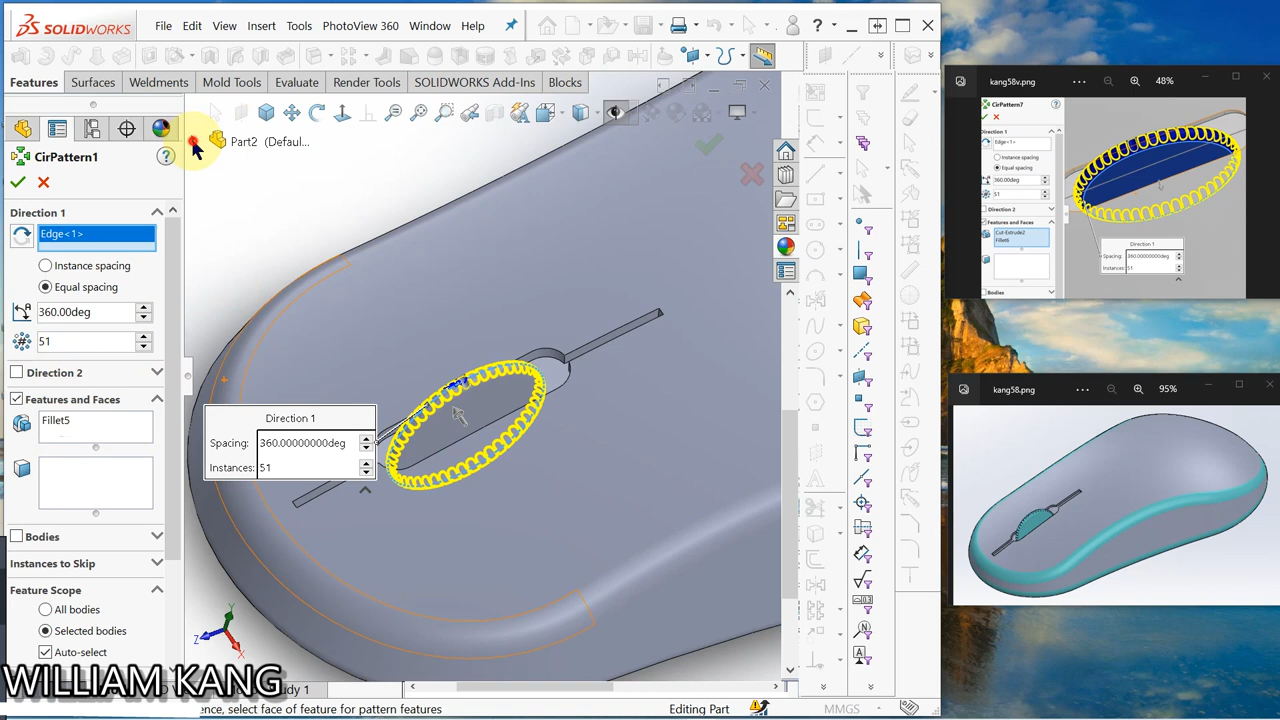 SOLIDWORKS
File Edit View Insert Tools PhotoView 360 Window Help
Features Surfaces Weldments Mold Tools Evaluate Render Tools SOLIDWORKS Add-Ins Blocks
Part2 (Defau...
CirPattern1
Direction 1
Edge<1>
Instance spacing
Equal spacing
360.00deg
51
Direction 2
Features and Faces
Fillet5
Bodies
Instances to Skip
Feature Scope
All bodies
Selected bodies
Auto-select
Direction 1
Spacing: 360.00000000deg
Instances: 51
Y
Z
X
WILLIAM KANG
Study 1
ence, select face of feature for pattern features
Editing Part
MMGS
kang58v.png
48%
CirPattern7
Direction 1
Edge<1>
Instance spacing
Equal spacing
360.00deg
51
Direction 2
Features and Faces
Cut-Extrude2
Fillet6
Bodies
Direction 1
Spacing: 360.00000000deg
Instances: 51
kang58.png
95%